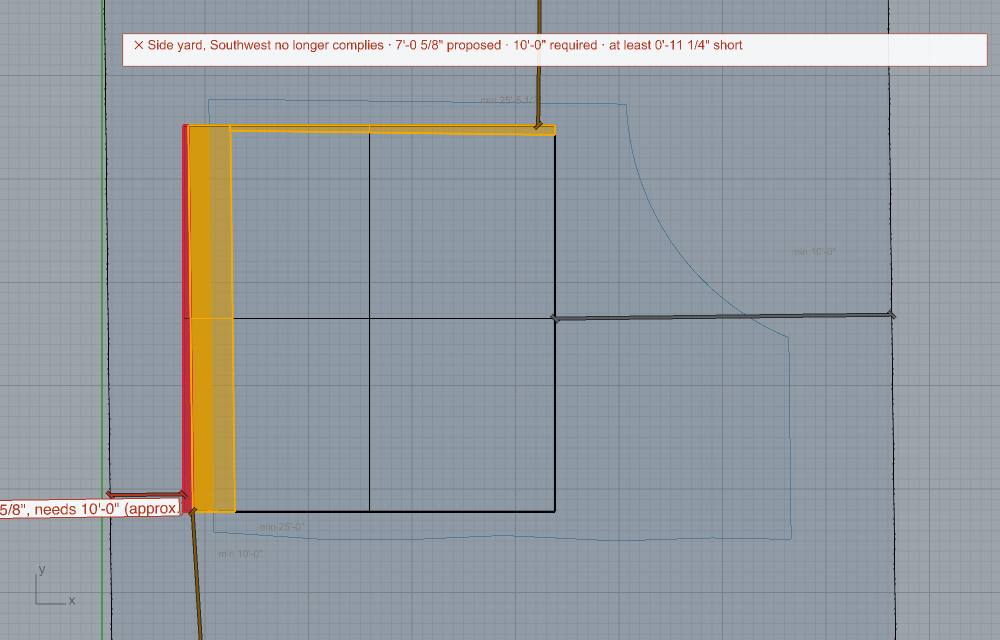 × Side yard, Southwest no longer complies · 7'-0 5/8" proposed · 10'-0" required · at least 0'-11 1/4" short
min 10'-0"
5/8", needs 10'-0" (approx.
min 25'-0"
min 10'-0"
y
x